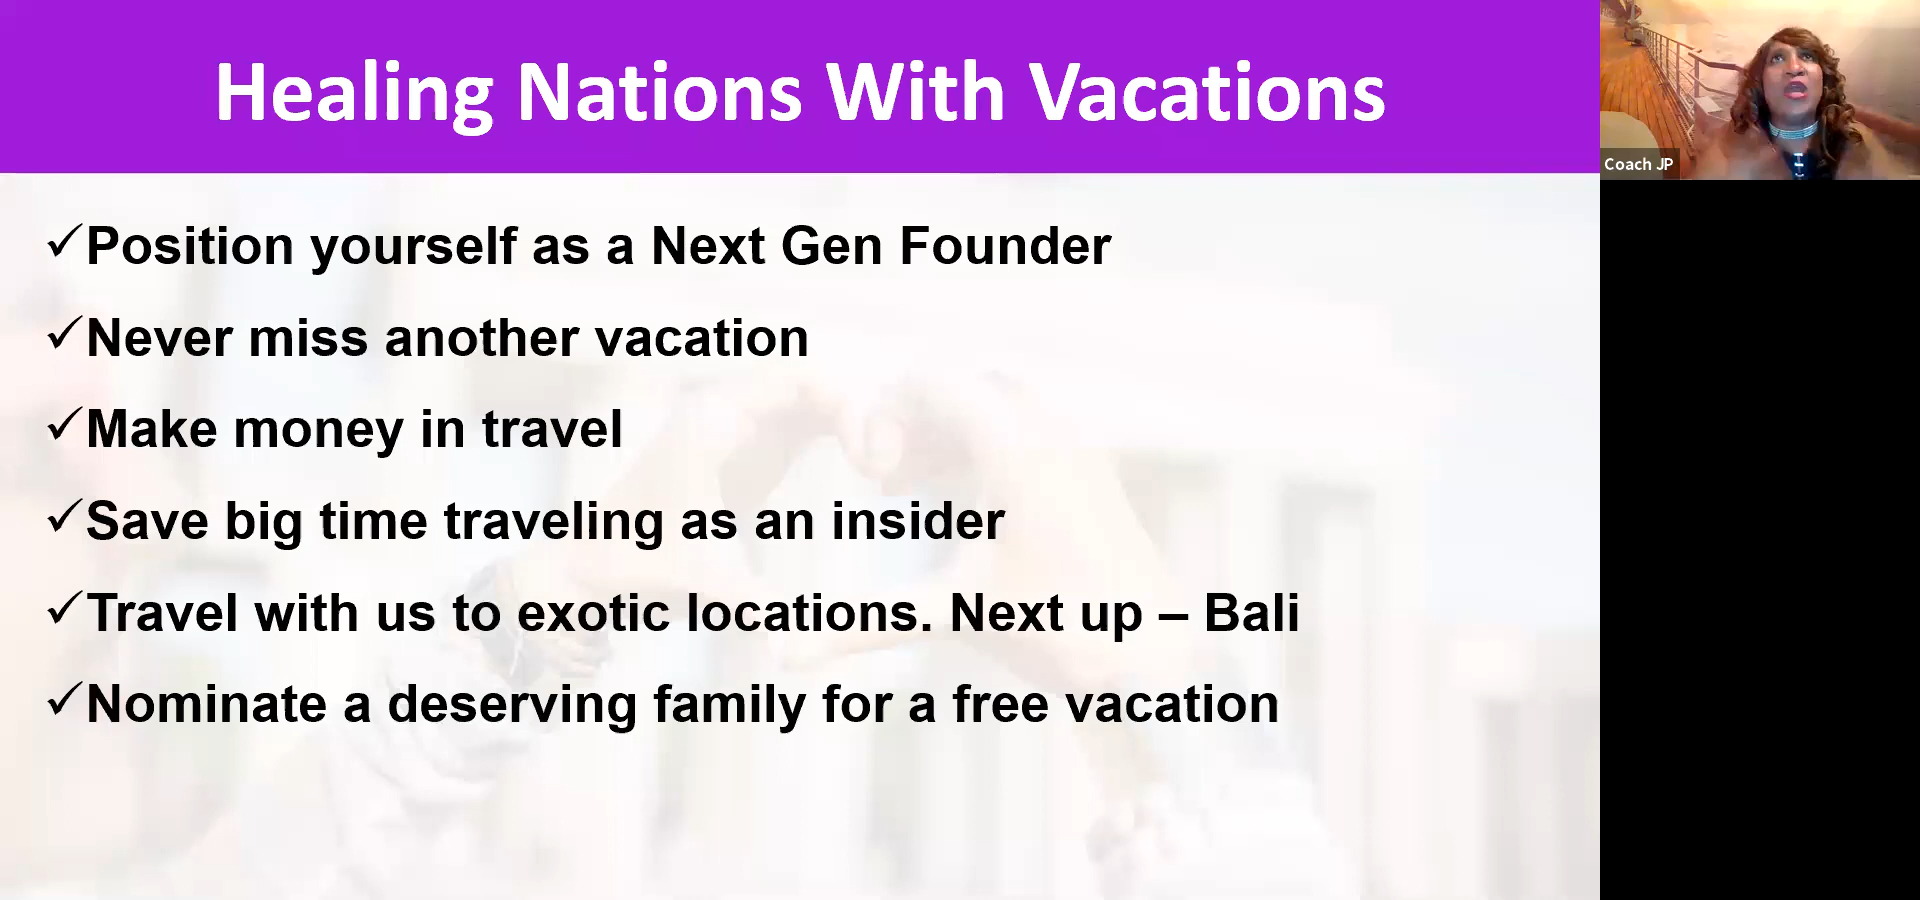 Healing Nations With Vacations
Coach JP
✓Position yourself as a Next Gen Founder
✓Never miss another vacation
✓Make money in travel
✓Save big time traveling as an insider
✓Travel with us to exotic locations. Next up – Bali
✓Nominate a deserving family for a free vacation